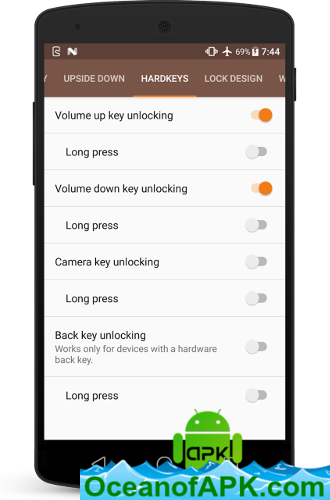 69% 7:44
Y UPSIDE DOWN HARDKEYS LOCK DESIGN W
Volume up key unlocking
Long press
Volume down key unlocking
Long press
Camera key unlocking
Long press
Back key unlocking
Works only for devices with a hardware
back key.
Long press
apk!
OceanofAPK.com